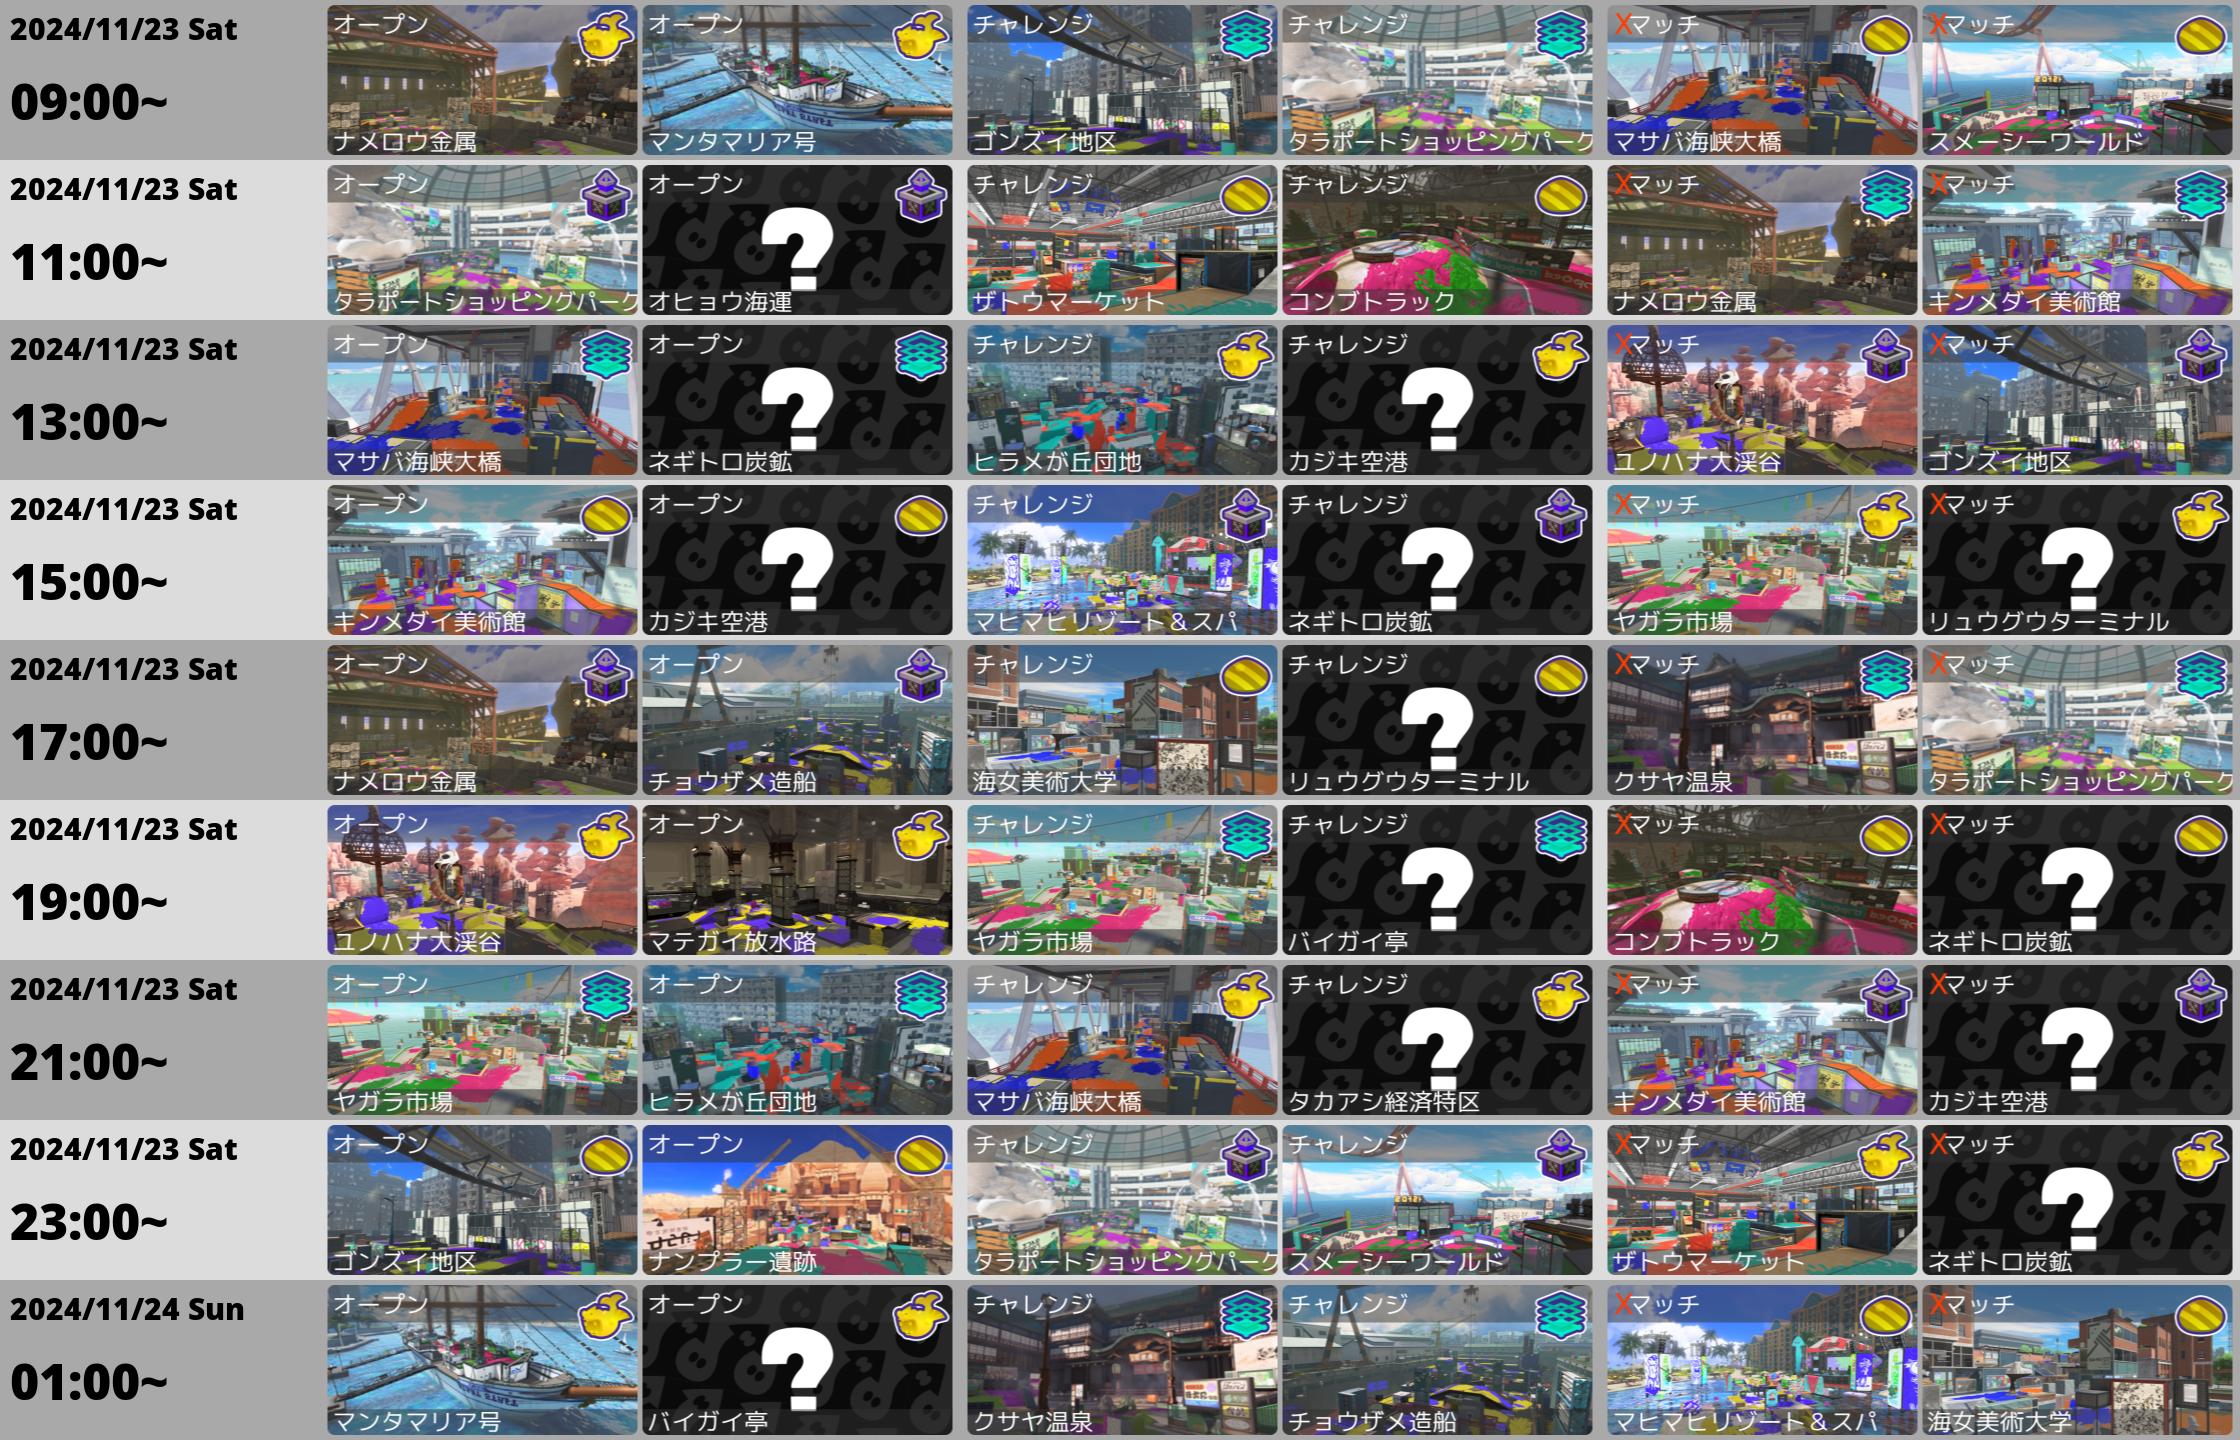 2024/11/23 Sat
09:00~
オープン
ナメロウ金属
オープン
マンタマリア号
チャレンジ
ゴンズイ地区
チャレンジ
タラポートショッピングパーク
Xマッチ
マサバ海峡大橋
Xマッチ
スメーシーワールド
2024/11/23 Sat
11:00~
オープン
タラポートショッピングパーク
オープン
?
オヒョウ海運
チャレンジ
ザトウマーケット
チャレンジ
コンブトラック
Xマッチ
ナメロウ金属
Xマッチ
キンメダイ美術館
2024/11/23 Sat
13:00~
オープン
マサバ海峡大橋
オープン
?
ネギトロ炭鉱
チャレンジ
ヒラメが丘団地
チャレンジ
?
カジキ空港
Xマッチ
ユノハナ大渓谷
Xマッチ
ゴンズイ地区
2024/11/23 Sat
15:00~
オープン
キンメダイ美術館
オープン
?
カジキ空港
チャレンジ
マヒマヒリゾート&スパ
チャレンジ
?
ネギトロ炭鉱
Xマッチ
ヤガラ市場
Xマッチ
?
リュウグウターミナル
2024/11/23 Sat
17:00~
オープン
ナメロウ金属
オープン
チョウザメ造船
チャレンジ
海女美術大学
チャレンジ
?
リュウグウターミナル
Xマッチ
クサヤ温泉
Xマッチ
タラポートショッピングパーク
2024/11/23 Sat
19:00~
オープン
ユノハナ大渓谷
オープン
マテガイ放水路
チャレンジ
ヤガラ市場
チャレンジ
?
バイガイ亭
Xマッチ
コンブトラック
Xマッチ
?
ネギトロ炭鉱
2024/11/23 Sat
21:00~
オープン
ヤガラ市場
オープン
ヒラメが丘団地
チャレンジ
マサバ海峡大橋
チャレンジ
?
タカアシ経済特区
Xマッチ
キンメダイ美術館
Xマッチ
?
カジキ空港
2024/11/23 Sat
23:00~
オープン
ゴンズイ地区
オープン
ナンプラー遺跡
チャレンジ
タラポートショッピングパーク
チャレンジ
スメーシーワールド
Xマッチ
ザトウマーケット
Xマッチ
?
ネギトロ炭鉱
2024/11/24 Sun
01:00~
オープン
マンタマリア号
オープン
?
バイガイ亭
チャレンジ
クサヤ温泉
チャレンジ
チョウザメ造船
Xマッチ
マヒマヒリゾート&スパ
Xマッチ
海女美術大学